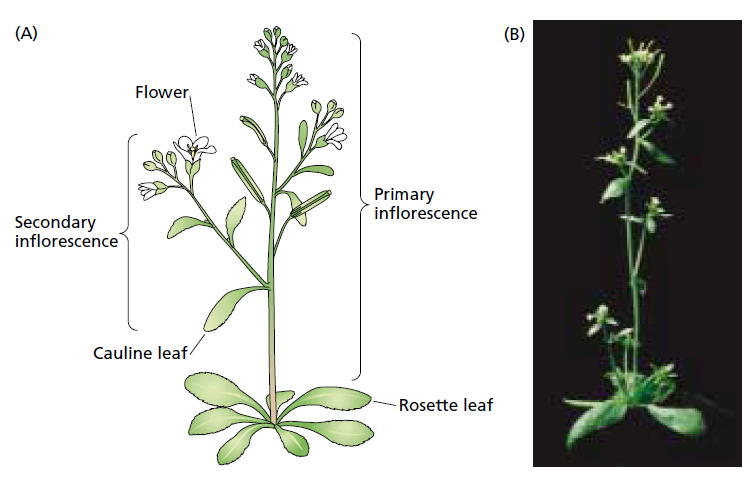 (A)
(B)
Flower
Primary
inflorescence
Secondary
inflorescence
Cauline leaf
Rosette leaf